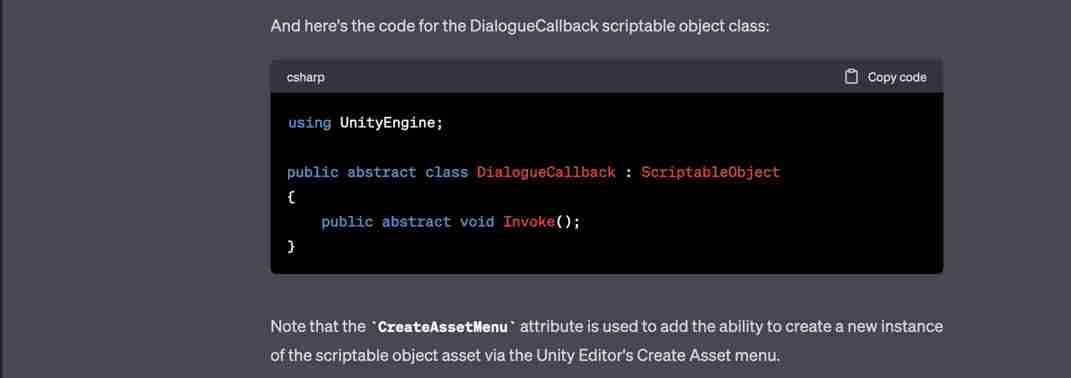 And here's the code for the DialogueCallback scriptable object class:
csharp
Copy code
using UnityEngine;
public abstract class DialogueCallback : ScriptableObject
{
    public abstract void Invoke();
}
Note that the `CreateAssetMenu` attribute is used to add the ability to create a new instance
of the scriptable object asset via the Unity Editor's Create Asset menu.